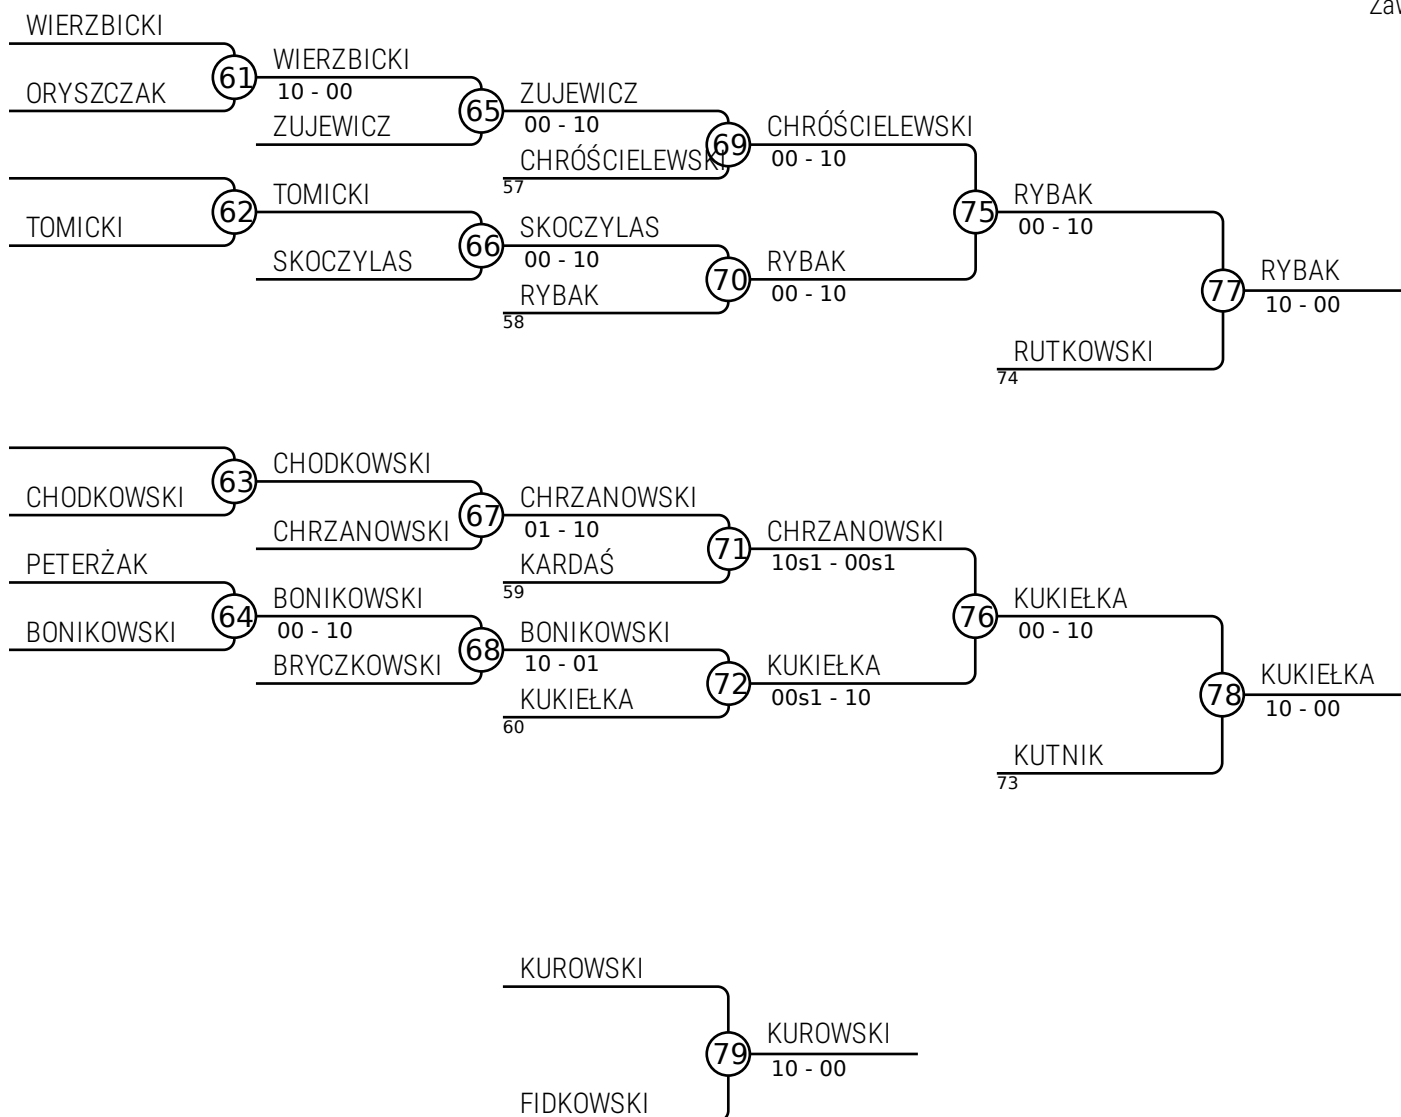 Zaw
WIERZBICKI
61
WIERZBICKI
10 - 00
ORYSZCZAK
65
ZUJEWICZ
00 - 10
ZUJEWICZ
69
CHRÓŚCIELEWSKI
00 - 10
CHRÓŚCIELEWSKI
57
62
TOMICKI
TOMICKI
66
SKOCZYLAS
00 - 10
SKOCZYLAS
70
RYBAK
00 - 10
RYBAK
58
75
RYBAK
00 - 10
77
RYBAK
10 - 00
RUTKOWSKI
74
63
CHODKOWSKI
CHODKOWSKI
67
CHRZANOWSKI
01 - 10
CHRZANOWSKI
71
CHRZANOWSKI
10s1 - 00s1
KARDAŚ
59
PETERŻAK
64
BONIKOWSKI
00 - 10
BONIKOWSKI
68
BONIKOWSKI
10 - 01
BRYCZKOWSKI
72
KUKIEŁKA
00s1 - 10
KUKIEŁKA
60
76
KUKIEŁKA
00 - 10
78
KUKIEŁKA
10 - 00
KUTNIK
73
KUROWSKI
79
KUROWSKI
10 - 00
FIDKOWSKI